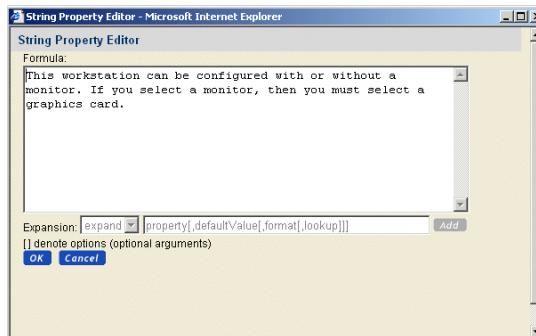 String Property Editor - Microsoft Internet Explorer
String Property Editor
Formula:
This workstation can be configured with or without a
monitor. If you select a monitor, then you must select a
graphics card.
Expansion: expand property[,defaultValue[,format[,lookup]]] Add
[ ] denote options (optional arguments)
OK Cancel